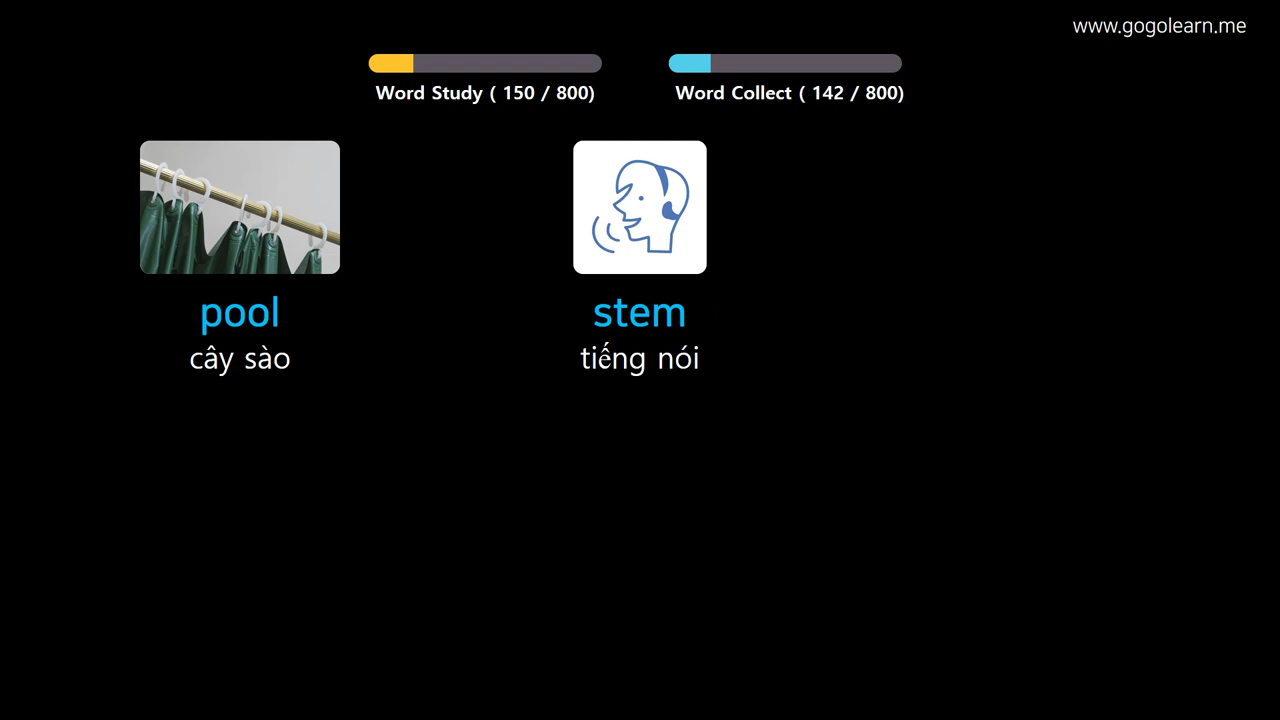 www.gogolearn.me
Word Study ( 150 / 800)
Word Collect ( 142 / 800)
pool
cây sào
stem
tiếng nói